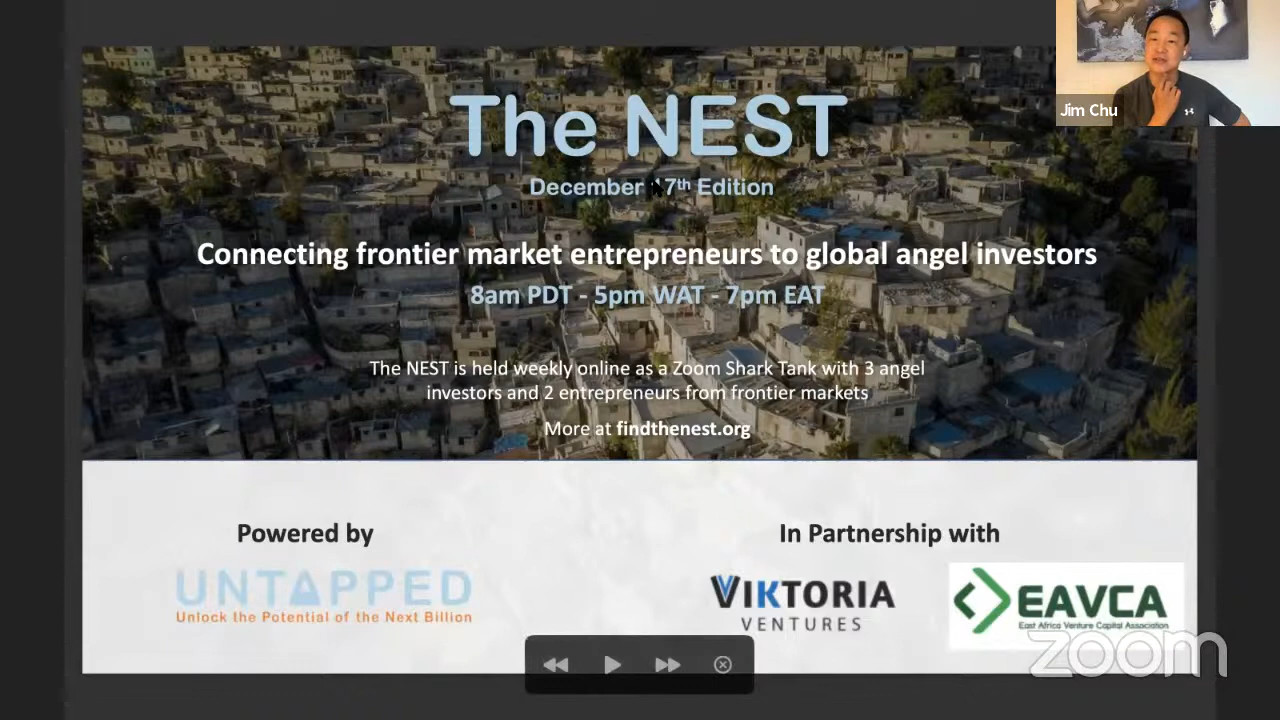 Jim Chu
The NEST
December 17th Edition
Connecting frontier market entrepreneurs to global angel investors
8am PDT - 5pm WAT - 7pm EAT
The NEST is held weekly online as a Zoom Shark Tank with 3 angel
investors and 2 entrepreneurs from frontier markets
More at findthenest.org
Powered by
UNTAPPED
Unlock the Potential of the Next Billion
In Partnership with
VIKTORIA
VENTURES
EAVCA
East Africa Venture Capital Association
zoom